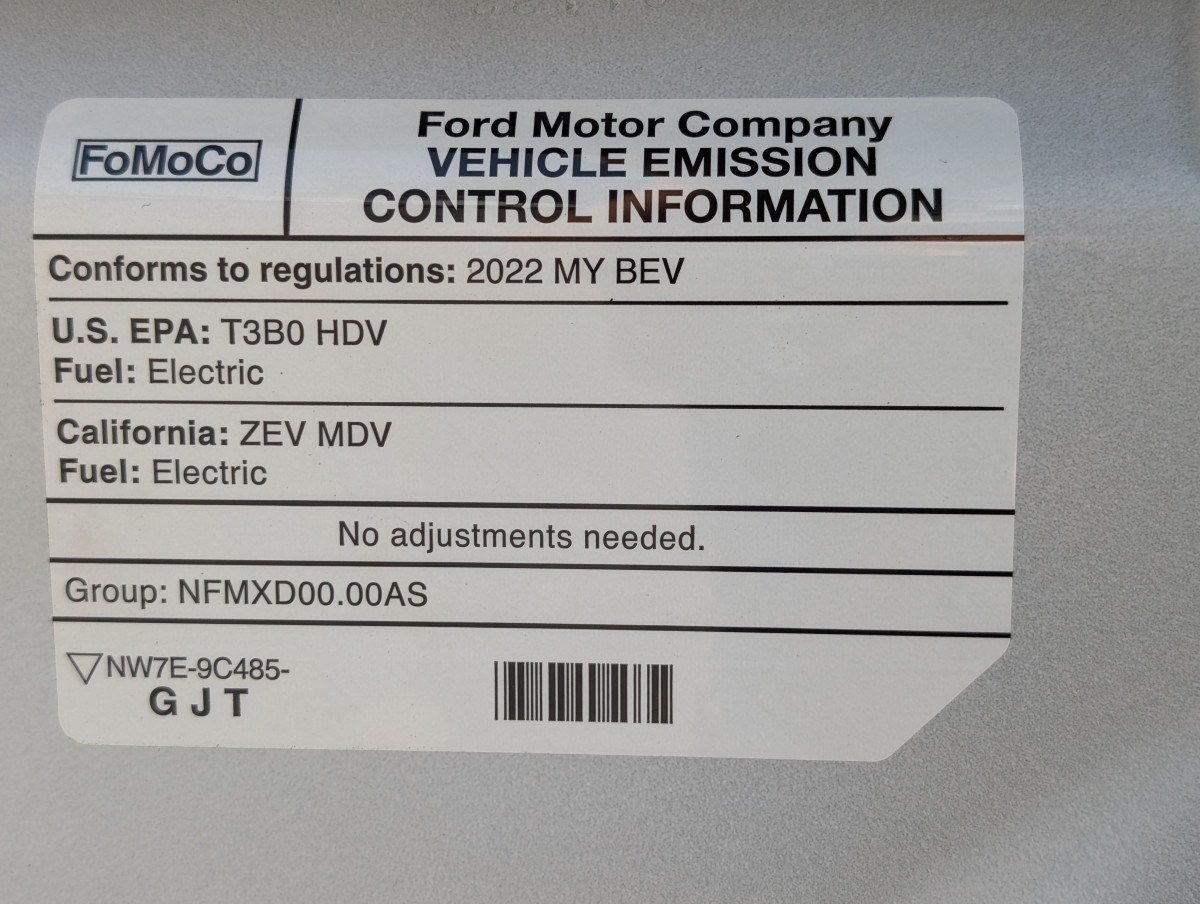 FoMoCo
Ford Motor Company
VEHICLE EMISSION
CONTROL INFORMATION
Conforms to regulations: 2022 MY BEV
U.S. EPA: T3B0 HDV
Fuel: Electric
California: ZEV MDV
Fuel: Electric
No adjustments needed.
Group: NFMXD00.00AS
NW7E-9C485-
G J T